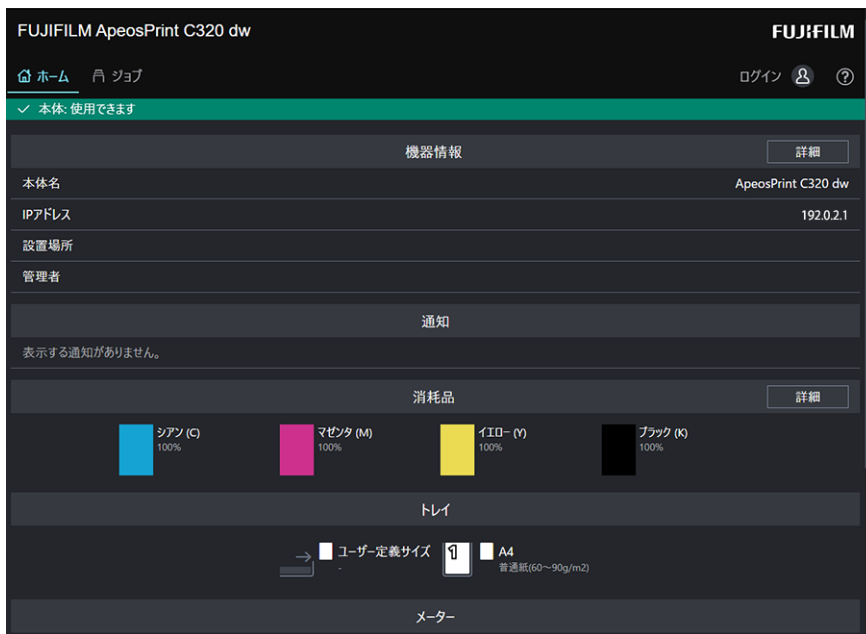 FUJIFILM ApeosPrint C320 dw
FUJIFILM
ホーム ジョブ ログイン
本体: 使用できます
機器情報 詳細
本体名 ApeosPrint C320 dw
IPアドレス 192.0.2.1
設置場所
管理者
通知
表示する通知がありません。
消耗品 詳細
シアン (C) マゼンタ (M) イエロー (Y) ブラック (K)
100% 100% 100% 100%
トレイ
ユーザー定義サイズ 1 A4
- 普通紙(60～90g/m2)
メーター